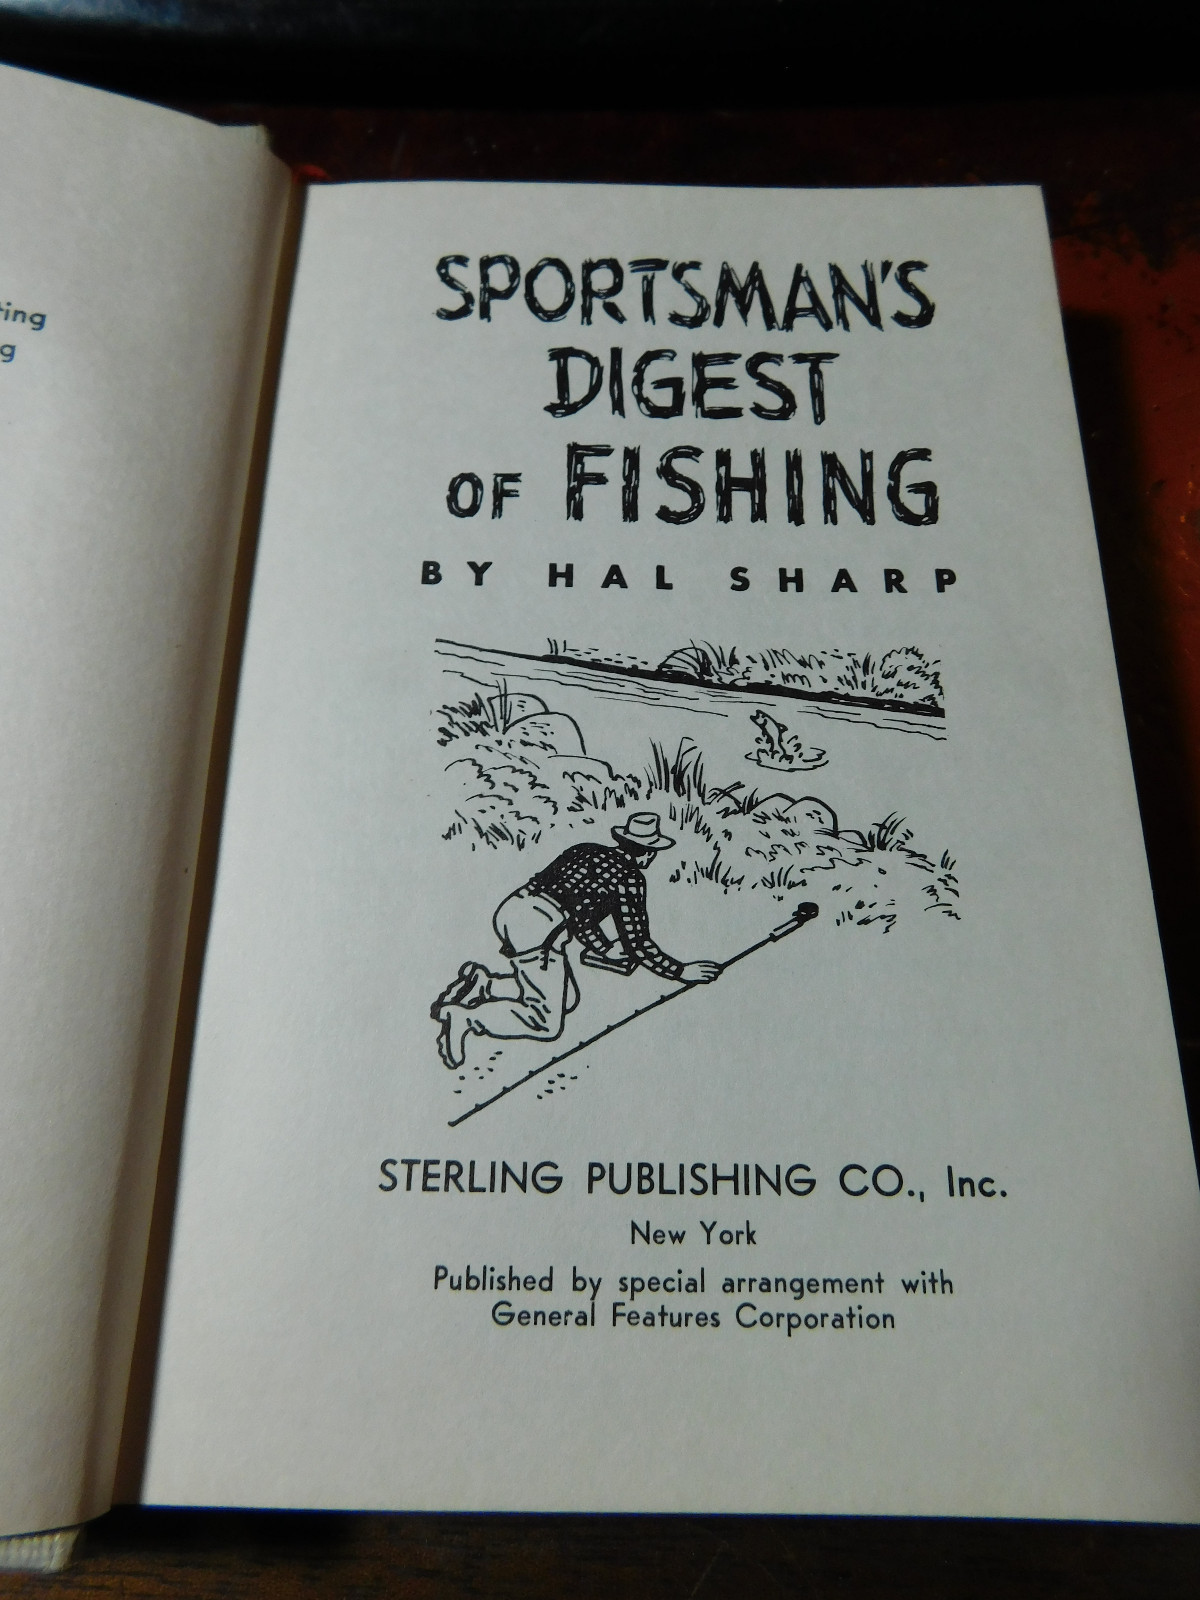 SPORTSMAN'S
DIGEST
OF FISHING
BY HAL SHARP
STERLING PUBLISHING CO., Inc.
New York
Published by special arrangement with
General Features Corporation